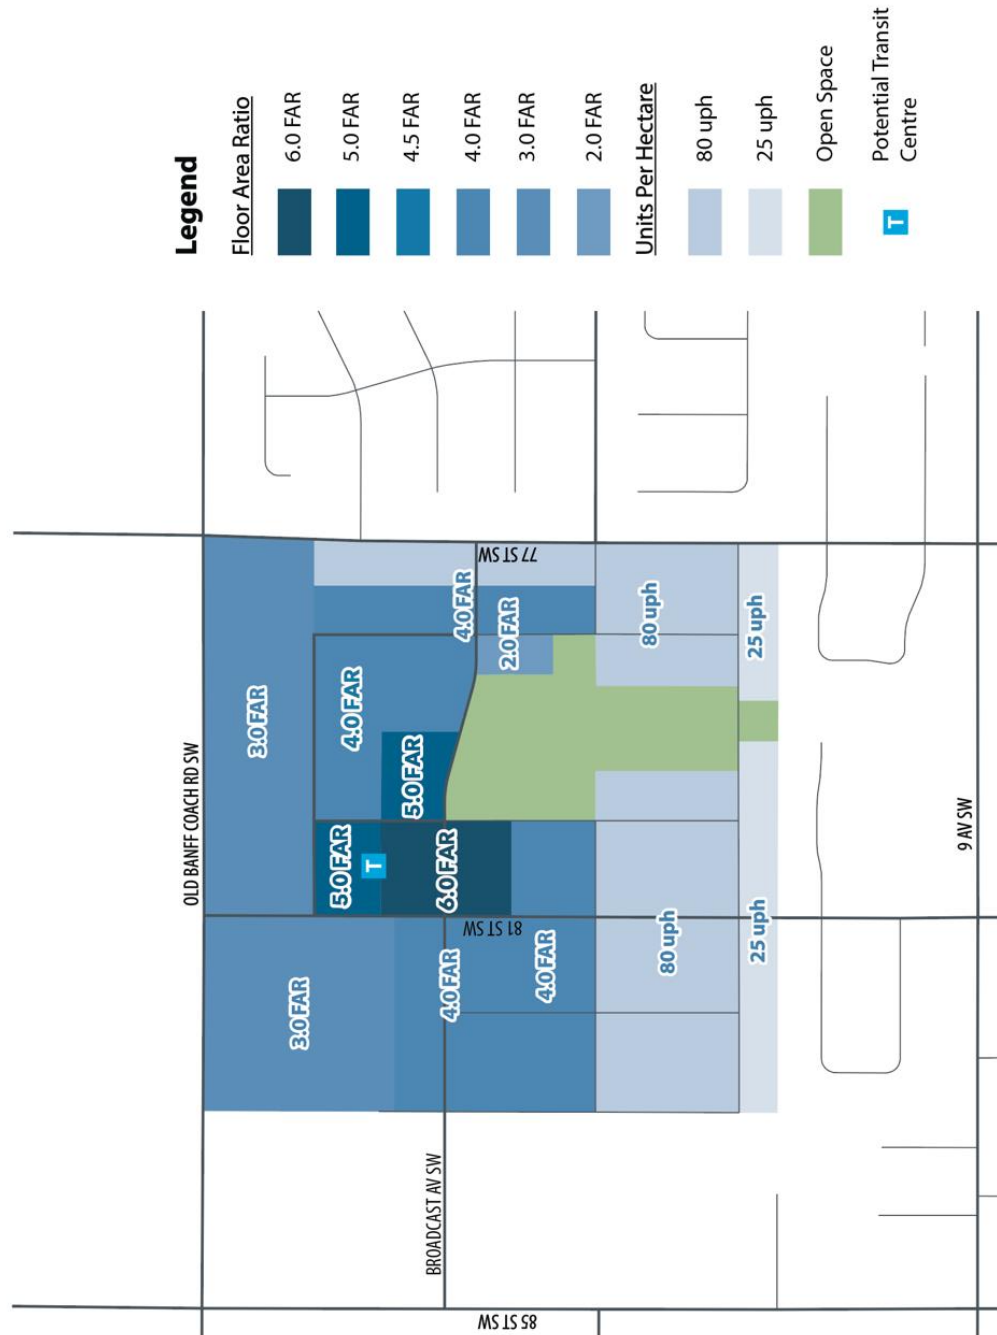 Legend
Floor Area Ratio
6.0 FAR
5.0 FAR
4.5 FAR
4.0 FAR
3.0 FAR
2.0 FAR
Units Per Hectare
80 uph
25 uph
Open Space
Potential Transit
Centre
T
OLD BANFF COACH RD SW
77 ST SW
81 ST SW
85 ST SW
BROADCAST AV SW
9 AV SW
3.0 FAR
3.0 FAR
4.0 FAR
4.0 FAR
2.0 FAR
5.0 FAR
5.0 FAR
T
6.0 FAR
4.0 FAR
4.0 FAR
80 uph
80 uph
25 uph
25 uph